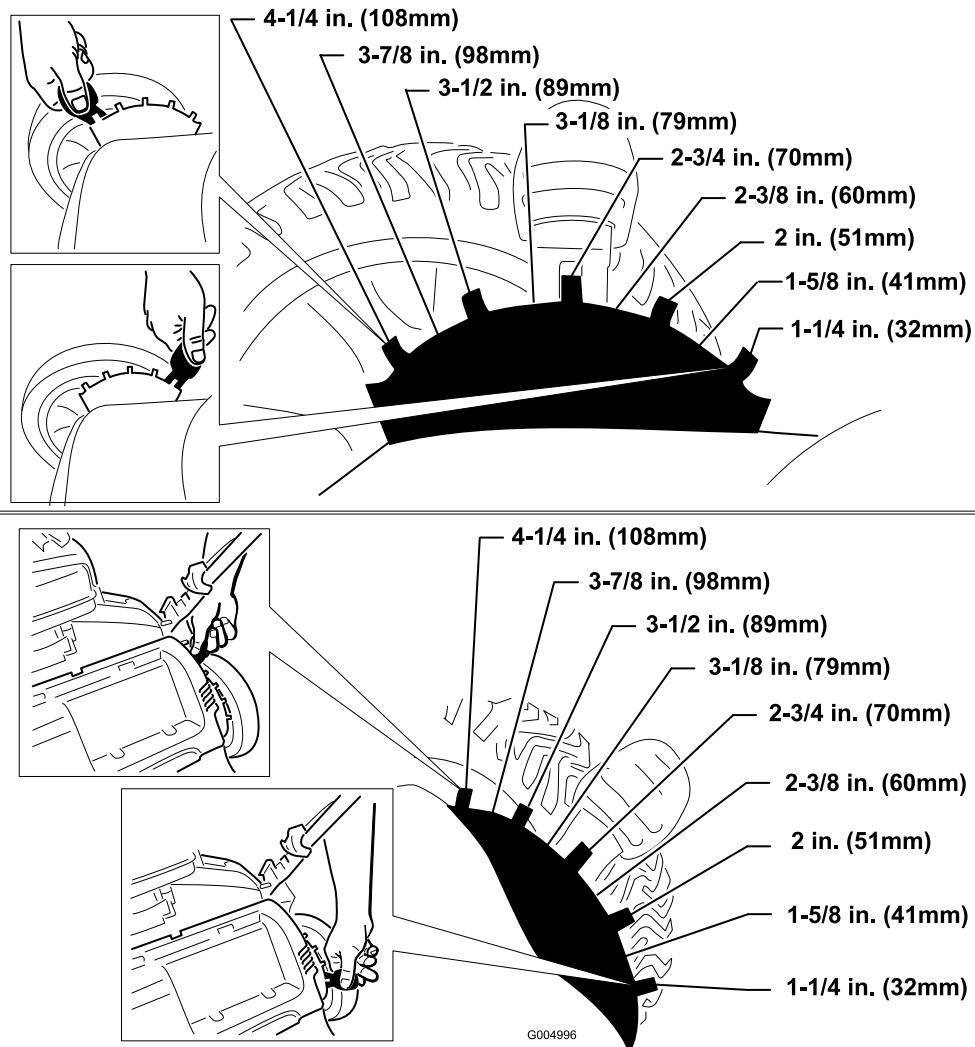 4-1/4 in. (108mm)
3-7/8 in. (98mm)
3-1/2 in. (89mm)
3-1/8 in. (79mm)
2-3/4 in. (70mm)
2-3/8 in. (60mm)
2 in. (51mm)
1-5/8 in. (41mm)
1-1/4 in. (32mm)
4-1/4 in. (108mm)
3-7/8 in. (98mm)
3-1/2 in. (89mm)
3-1/8 in. (79mm)
2-3/4 in. (70mm)
2-3/8 in. (60mm)
2 in. (51mm)
1-5/8 in. (41mm)
1-1/4 in. (32mm)
G004996